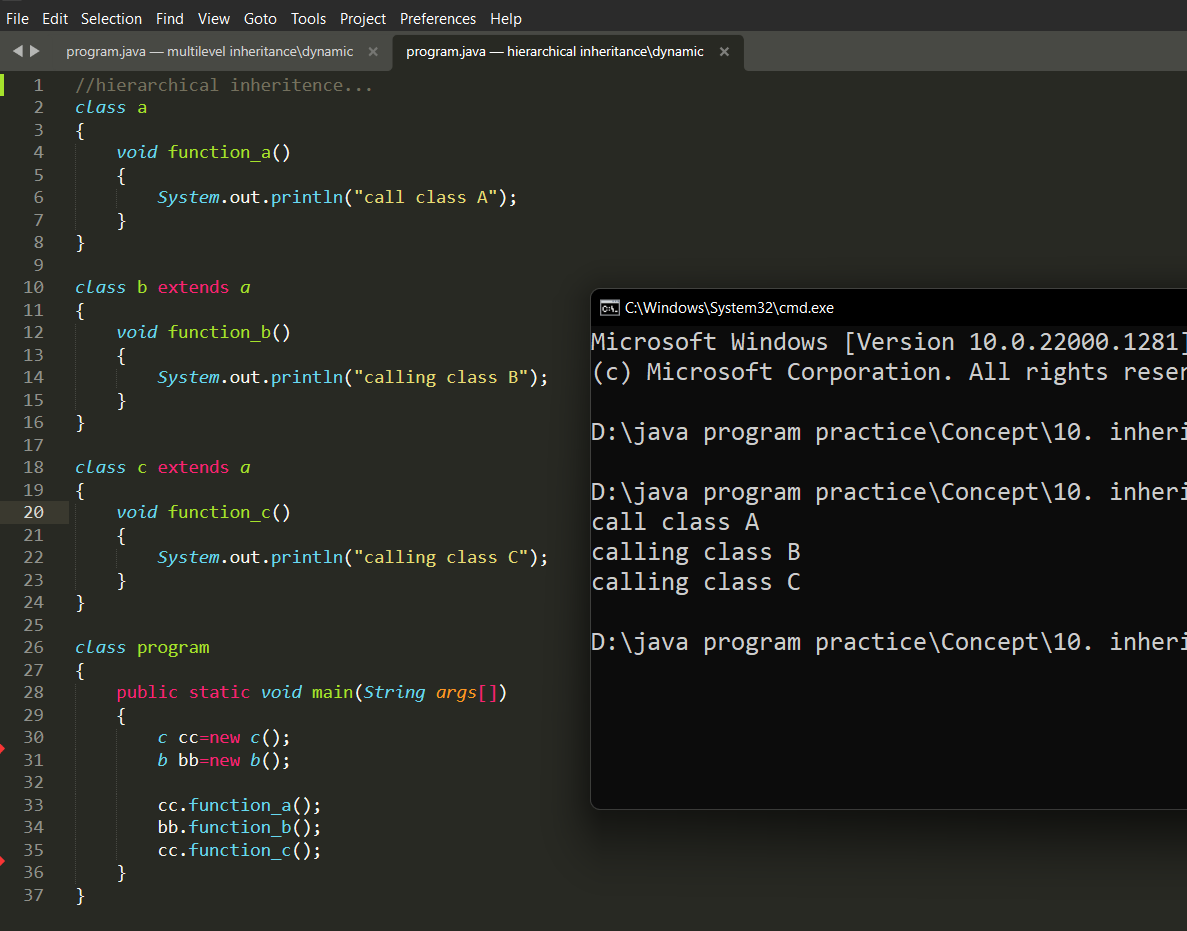 File Edit Selection Find View Goto Tools Project Preferences Help
program.java — multilevel inheritance\dynamic × program.java — hierarchical inheritance\dynamic ×
1 //hierarchical inheritence...
2 class a
3 {
4 void function_a()
5 {
6 System.out.println("call class A");
7 }
8 }
9
10 class b extends a
11 {
12 void function_b()
13 {
14 System.out.println("calling class B");
15 }
16 }
17
18 class c extends a
19 {
20 void function_c()
21 {
22 System.out.println("calling class C");
23 }
24 }
25
26 class program
27 {
28 public static void main(String args[])
29 {
30 c cc=new c();
31 b bb=new b();
32
33 cc.function_a();
34 bb.function_b();
35 cc.function_c();
36 }
37 }
C:\Windows\System32\cmd.exe
Microsoft Windows [Version 10.0.22000.1281]
(c) Microsoft Corporation. All rights reser
D:\java program practice\Concept\10. inheri
D:\java program practice\Concept\10. inheri
call class A
calling class B
calling class C
D:\java program practice\Concept\10. inheri